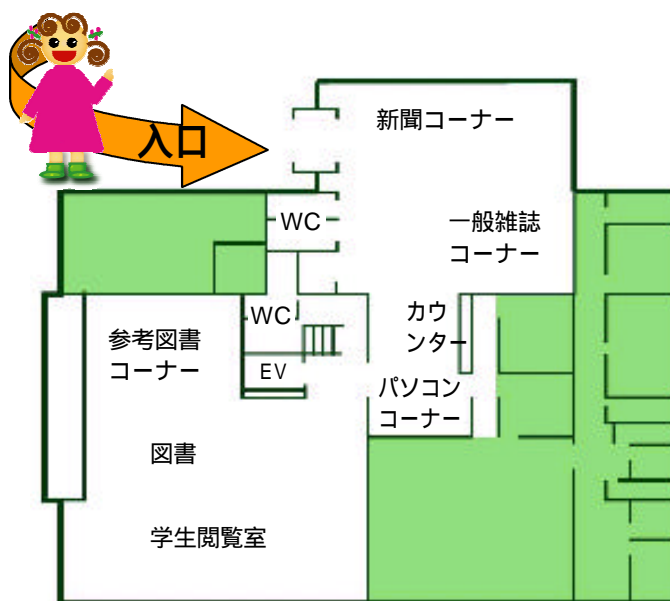 入口
新聞コーナー
WC
一般雑誌
コーナー
WC
カウ
ンター
参考図書
コーナー
EV
パソコン
コーナー
図書
学生閲覧室